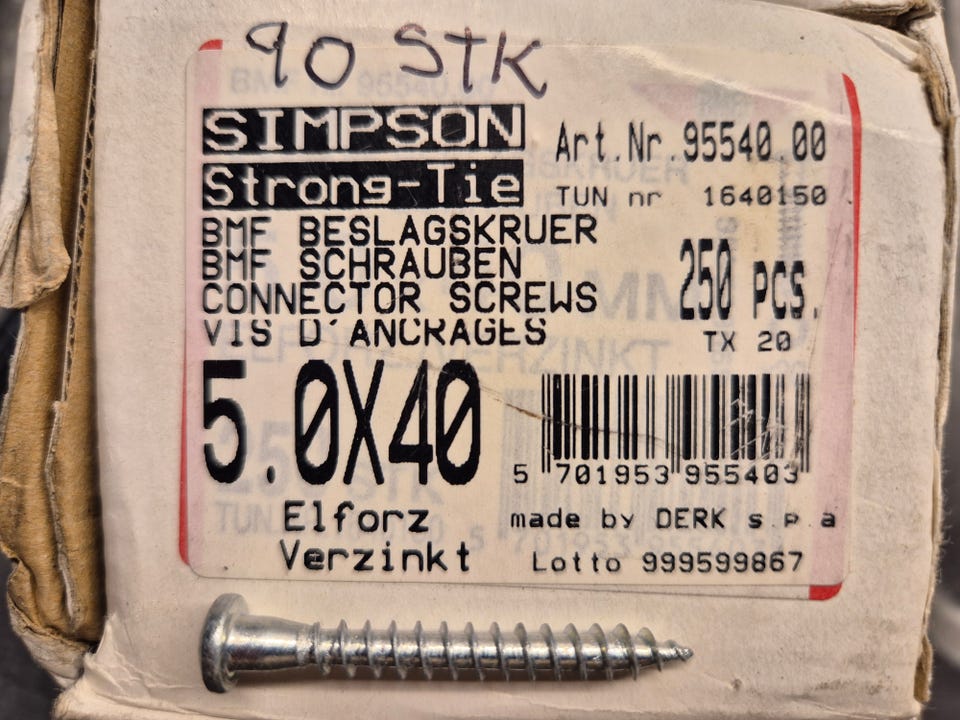 90 STK
SIMPSON
Strong-Tie
Art.Nr.95540.00
TUN nr 1640150
BMF BESLAGSKRUER
BMF SCHRAUBEN
CONNECTOR SCREWS
VIS D'ANCRAGES
250 PCS.
TX 20
5.0X40
5 701953 955403
Elforz
Verzinkt
made by DERK s.p.a
Lotto 999599867